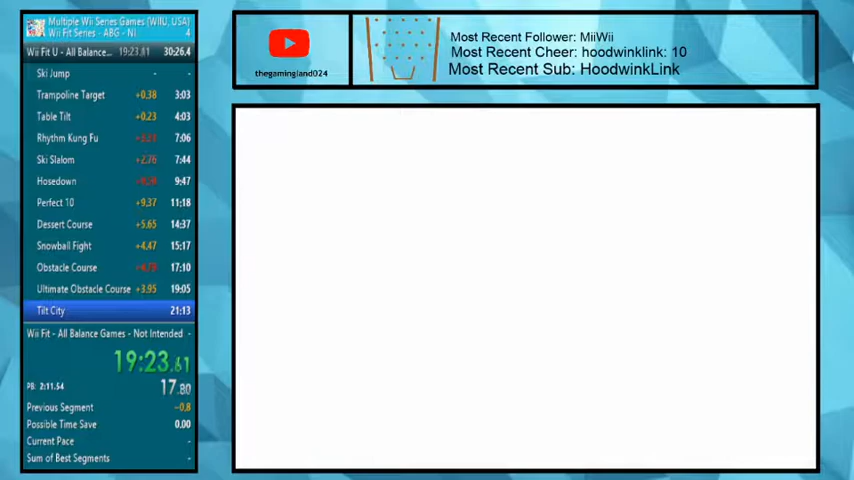 Multiple Wii Series Games (WIIU, USA)
Wii Fit Series - ABG - NI 4
Wii Fit U - All Balance... 19:23.61 30:26.4
Ski Jump - -
Trampoline Target +0.38 3:03
Table Tilt +0.23 4:03
Rhythm Kung Fu 7:06
Ski Slalom +2.76 7:44
Hosedown 9:47
Perfect 10 +9.37 11:18
Dessert Course +5.65 14:37
Snowball Fight +4.47 15:17
Obstacle Course 17:10
Ultimate Obstacle Course +3.95 19:05
Tilt City 21:13
Wii Fit - All Balance Games - Not Intended -
19:23.61
PB: 2:11.54 17.80
Previous Segment -0.8
Possible Time Save 0.00
Current Pace -
Sum of Best Segments -
thegamingland024
Most Recent Follower: MiiWii
Most Recent Cheer: hoodwinklink: 10
Most Recent Sub: HoodwinkLink